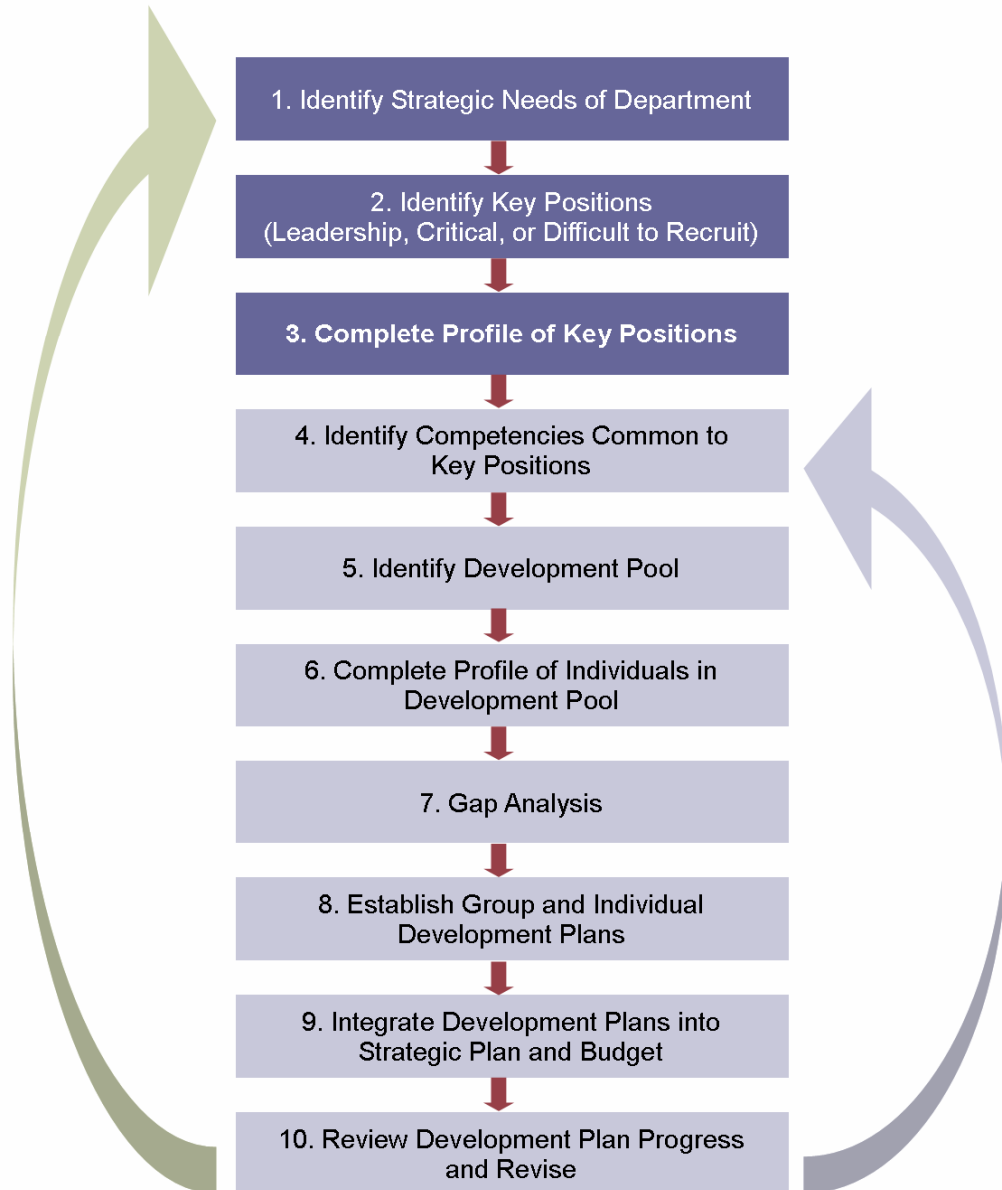 1. Identify Strategic Needs of Department
2. Identify Key Positions
(Leadership, Critical, or Difficult to Recruit)
3. Complete Profile of Key Positions
4. Identify Competencies Common to
Key Positions
5. Identify Development Pool
6. Complete Profile of Individuals in
Development Pool
7. Gap Analysis
8. Establish Group and Individual
Development Plans
9. Integrate Development Plans into
Strategic Plan and Budget
10. Review Development Plan Progress
and Revise